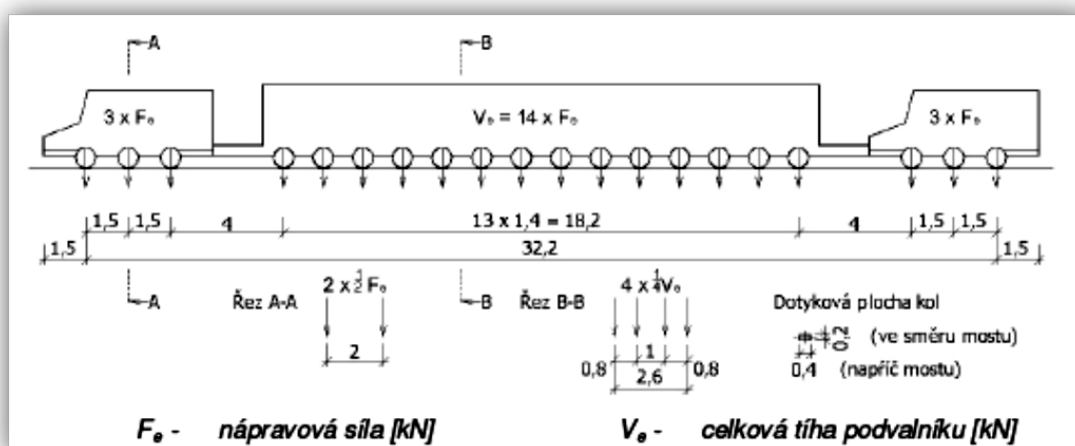 A B
3 x Fₑ Vₑ = 14 x Fₑ 3 x Fₑ
1,5 1,5 4 13 x 1,4 = 18,2 4 1,5 1,5
1,5 32,2 1,5
A Řez A-A 2 x ½ Fₑ B Řez B-B 4 x ¼Vₑ Dotyková plocha kol
0,2 (ve směru mostu)
2 0,8 1 0,8
2,6 0,4 (napříč mostu)
Fₑ - nápravová síla [kN] Vₑ - celková tíha podvalníku [kN]